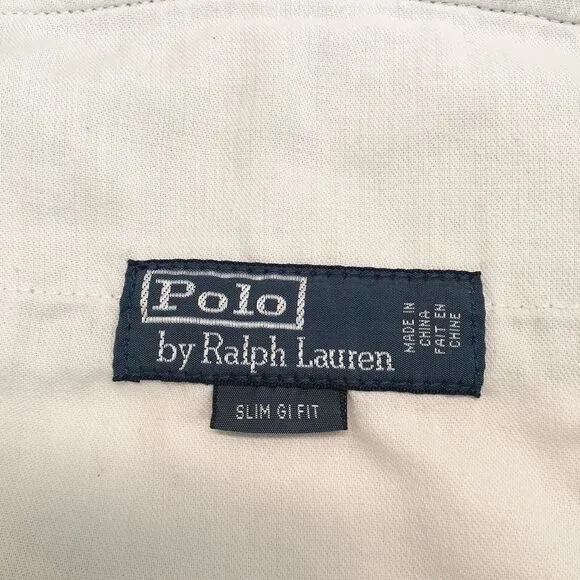 Polo
by Ralph Lauren
MADE IN
CHINA
FAIT EN
CHINE
SLIM GI FIT